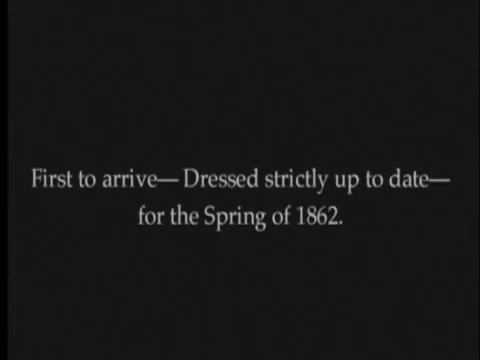 First to arrive—Dressed strictly up to date—
for the Spring of 1862.